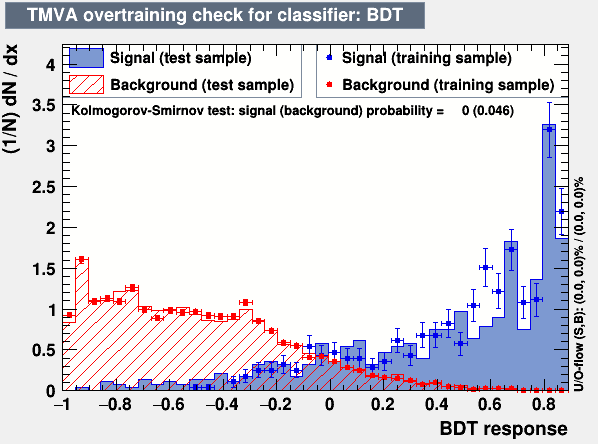 TMVA overtraining check for classifier: BDT
(1/N) dN / dx
Signal (test sample)
Background (test sample)
Signal (training sample)
Background (training sample)
Kolmogorov-Smirnov test: signal (background) probability = 0 (0.046)
4
3.5
3
2.5
2
1.5
1
0.5
0
−1 −0.8 −0.6 −0.4 −0.2 0 0.2 0.4 0.6 0.8
BDT response
U/O-flow (S,B): (0.0, 0.0)% / (0.0, 0.0)%